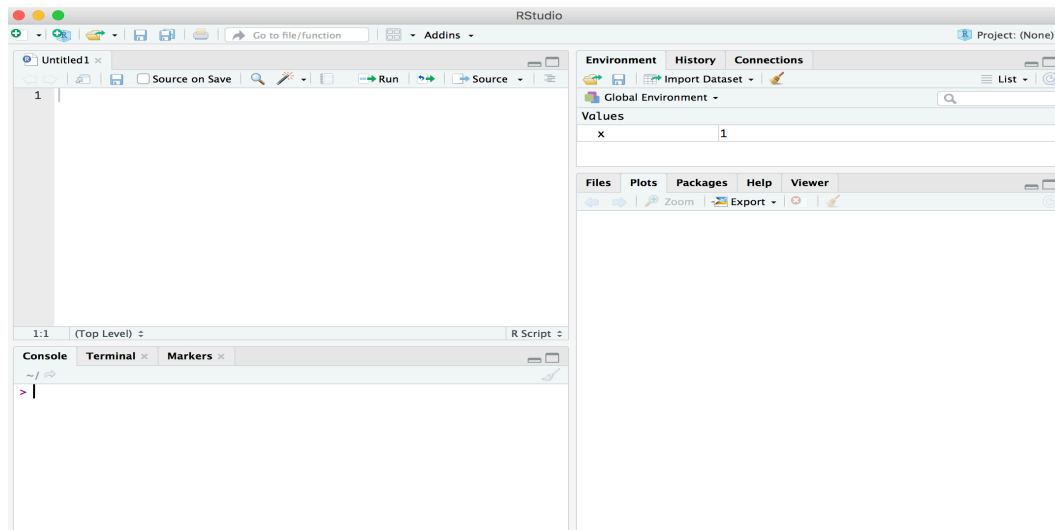 RStudio
Go to file/function Addins Project: (None)
Untitled1
Source on Save Run Source
1
1:1 (Top Level) R Script
Console Terminal Markers
~/
>
Environment History Connections
Import Dataset List
Global Environment
Values
x 1
Files Plots Packages Help Viewer
Zoom Export